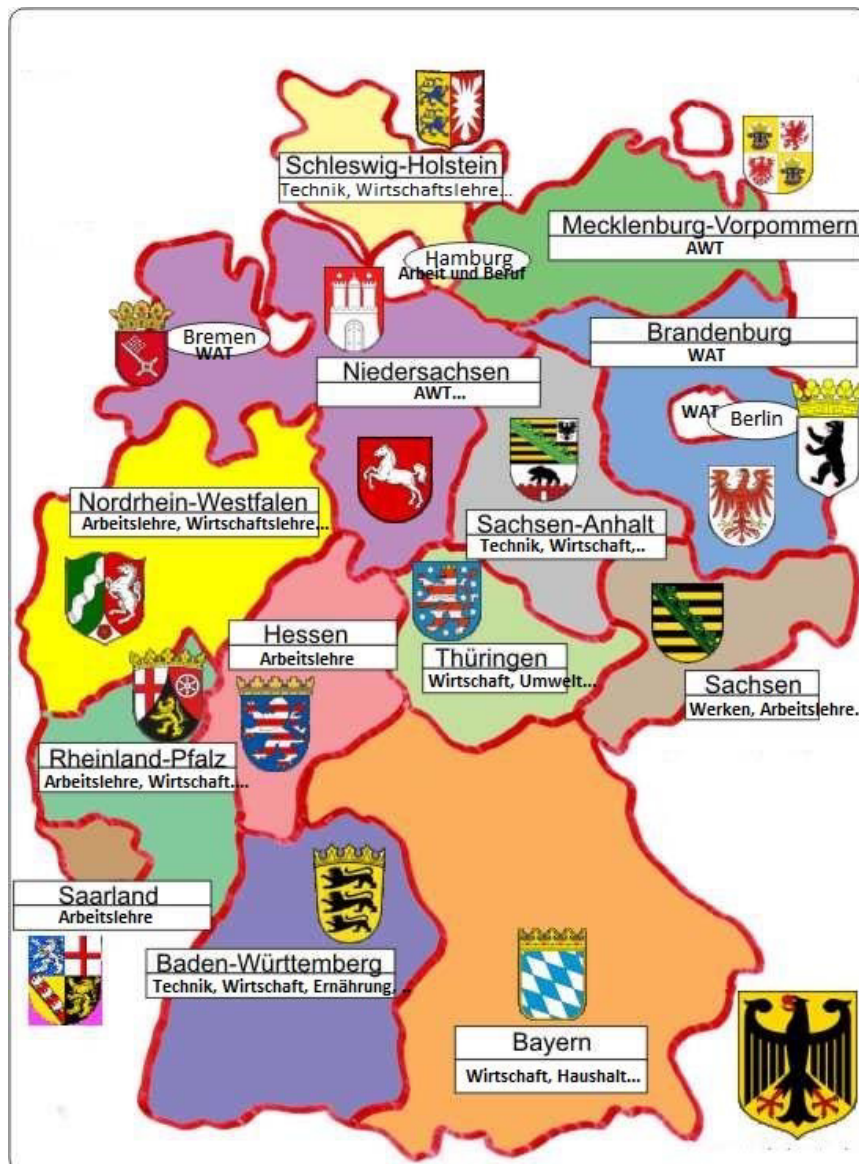 Schleswig-Holstein
Technik, Wirtschaftslehre...
Mecklenburg-Vorpommern
AWT
Hamburg
Arbeit und Beruf
Bremen
WAT
Brandenburg
WAT
Niedersachsen
AWT...
WAT
Berlin
Nordrhein-Westfalen
Arbeitslehre, Wirtschaftslehre...
Sachsen-Anhalt
Technik, Wirtschaft,..
Hessen
Arbeitslehre
Thüringen
Wirtschaft, Umwelt...
Sachsen
Werken, Arbeitslehre..
Rheinland-Pfalz
Arbeitslehre, Wirtschaft....
Saarland
Arbeitslehre
Baden-Württemberg
Technik, Wirtschaft, Ernährung, ..
Bayern
Wirtschaft, Haushalt...